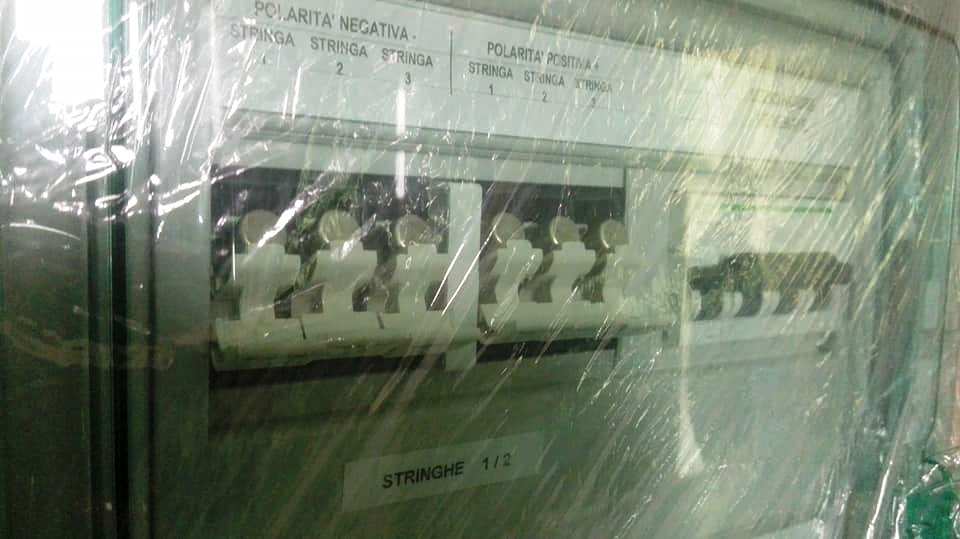 POLARITA' NEGATIVA -
STRINGA STRINGA STRINGA
1 2 3
POLARITA' POSITIVA +
STRINGA STRINGA STRINGA
1 2 3
STRINGHE 1 / 2